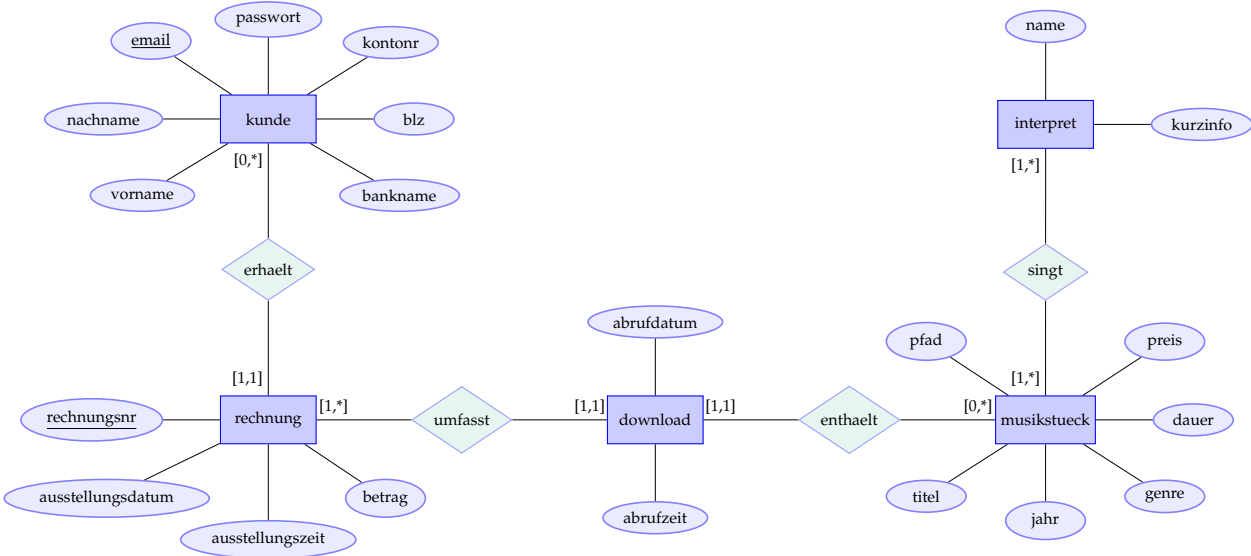 passwort
name
email
kontonr
nachname
kunde
blz
interpret
kurzinfo
[0,*]
[1,*]
vorname
bankname
erhaelt
singt
abrufdatum
pfad
preis
[1,1]
[1,*]
rechnungsnr
rechnung
[1,*]
umfasst
[1,1]
download
[1,1]
enthaelt
[0,*]
musikstueck
dauer
ausstellungsdatum
betrag
titel
genre
abrufzeit
jahr
ausstellungszeit